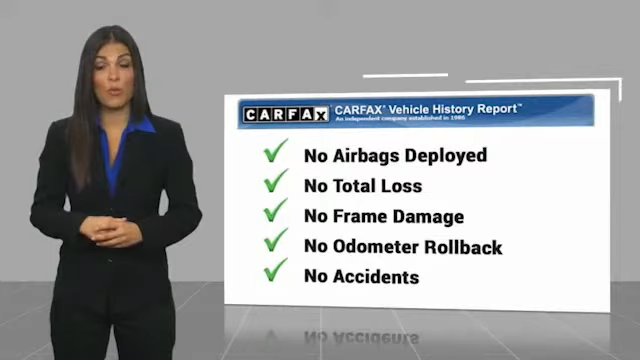 CARFAX CARFAX® Vehicle History Report™
An independent company established in 1986
No Airbags Deployed
No Total Loss
No Frame Damage
No Odometer Rollback
No Accidents